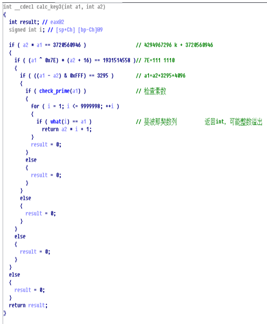 int __cdecl calc_key3(int a1, int a2)
{
int result; // eax@2
signed int i; // [sp+Ch] [bp-Ch]@9
if ( a2 * a1 == 3720560946 ) // 4294967296 k + 3720560946
{
if ( (a1 ^ 0x7E) * (a2 + 16) == 1931514558 )// 7E=111 1110
{
if ( ((a1 - a2) & 0xFFF) == 3295 ) // a1=a2+3295+4096
{
if ( check_prime(a1) ) // 检查素数
{
for ( i = 1; i <= 9999998; ++i )
{
if ( what(i) == a1 ) // 斐波那契数列 返回int，可能整数溢出
return a2 * i + 1;
}
result = 0;
}
else
{
result = 0;
}
}
else
{
result = 0;
}
}
else
{
result = 0;
}
}
else
{
result = 0;
}
return result;
}